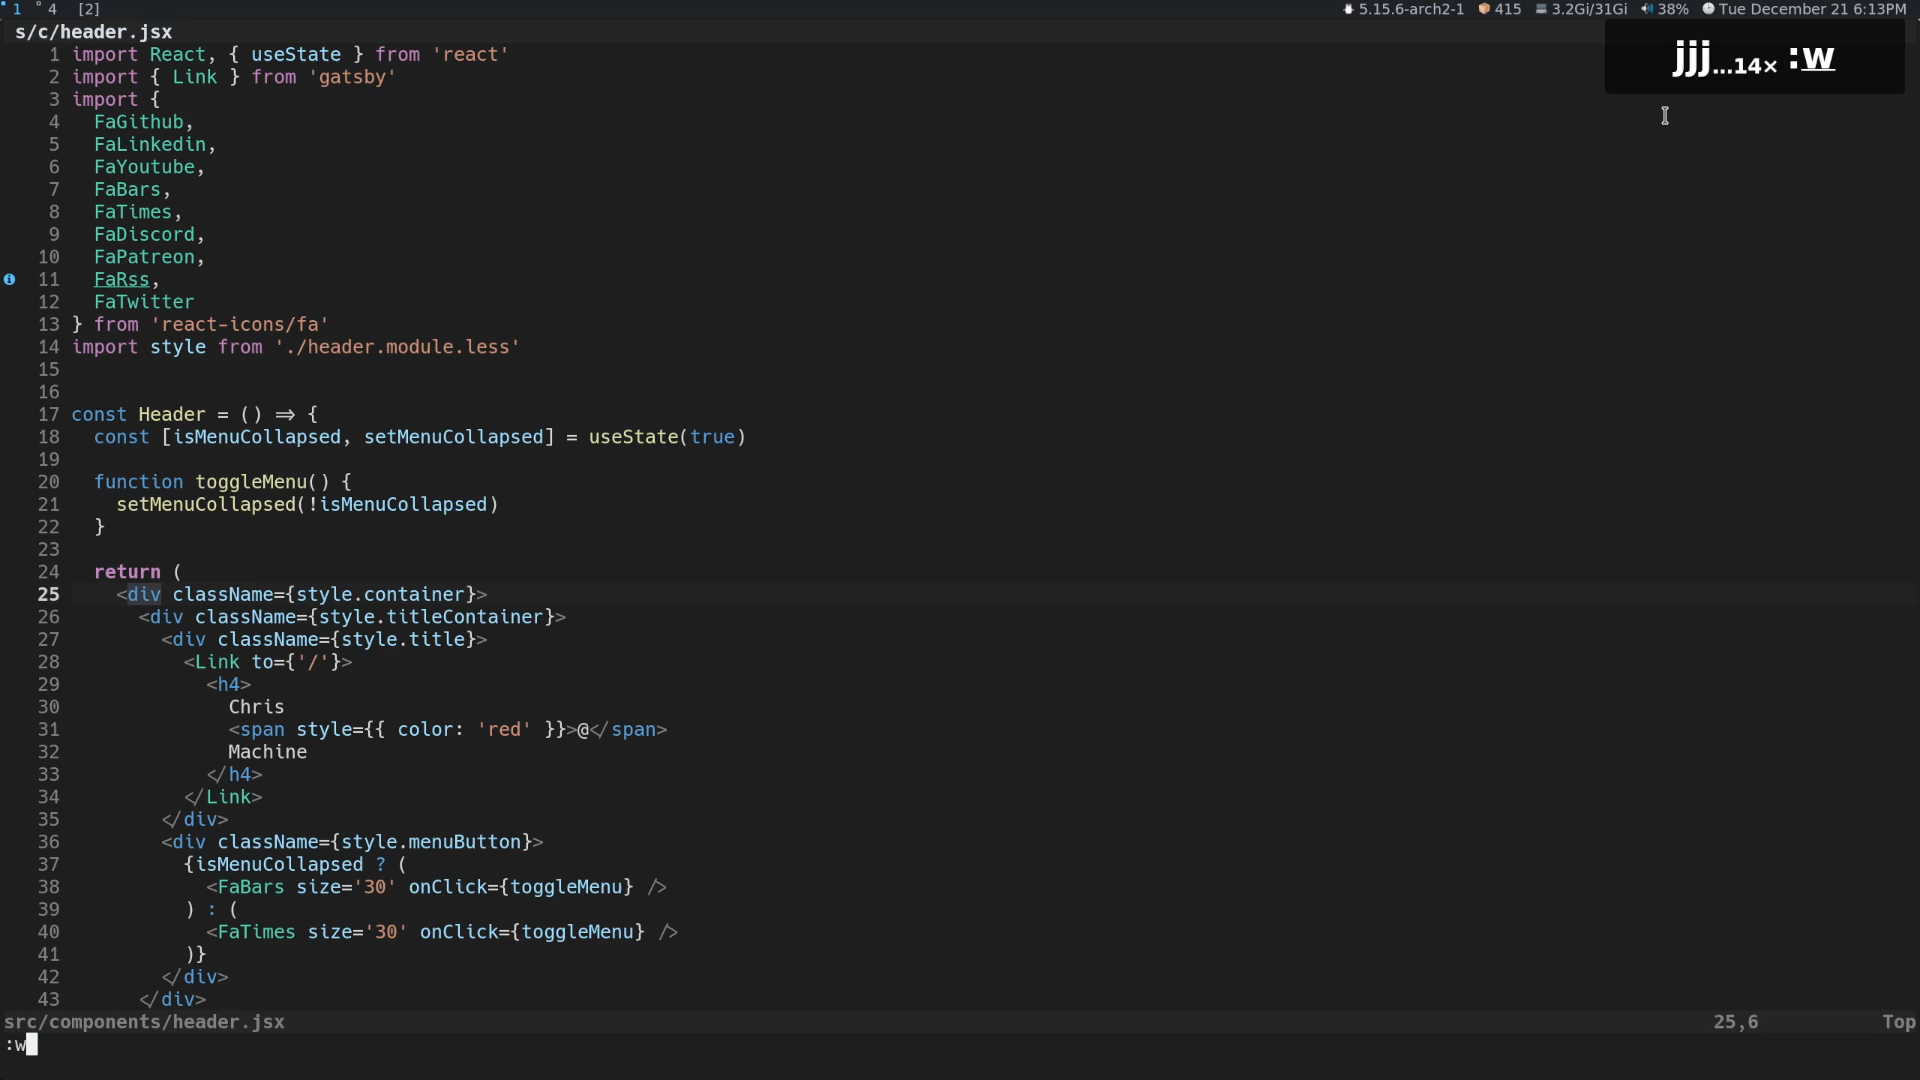 1 4 [2] 5.15.6-arch2-1 415 3.2Gi/31Gi 38% Tue December 21 6:13PM
s/c/header.jsx
jjj...14× :w
1 import React, { useState } from 'react'
2 import { Link } from 'gatsby'
3 import {
4   FaGithub,
5   FaLinkedin,
6   FaYoutube,
7   FaBars,
8   FaTimes,
9   FaDiscord,
10   FaPatreon,
11   FaRss,
12   FaTwitter
13 } from 'react-icons/fa'
14 import style from './header.module.less'
15
16
17 const Header = () => {
18   const [isMenuCollapsed, setMenuCollapsed] = useState(true)
19
20   function toggleMenu() {
21     setMenuCollapsed(!isMenuCollapsed)
22   }
23
24   return (
25     <div className={style.container}>
26       <div className={style.titleContainer}>
27         <div className={style.title}>
28           <Link to={'/'}>
29             <h4>
30               Chris
31               <span style={{ color: 'red' }}>@</span>
32               Machine
33             </h4>
34           </Link>
35         </div>
36         <div className={style.menuButton}>
37           {isMenuCollapsed ? (
38             <FaBars size='30' onClick={toggleMenu} />
39           ) : (
40             <FaTimes size='30' onClick={toggleMenu} />
41           )}
42         </div>
43       </div>
src/components/header.jsx 25,6 Top
:w